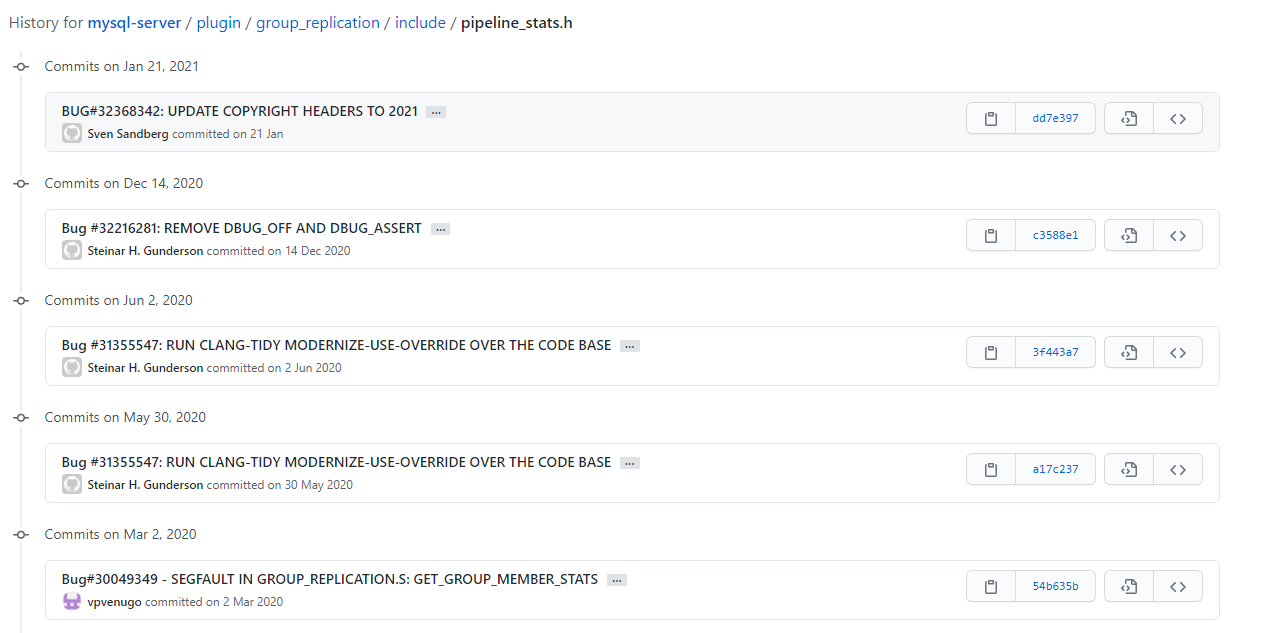 History for mysql-server / plugin / group_replication / include / pipeline_stats.h
Commits on Jan 21, 2021
BUG#32368342: UPDATE COPYRIGHT HEADERS TO 2021 …
dd7e397
Sven Sandberg committed on 21 Jan
Commits on Dec 14, 2020
Bug #32216281: REMOVE DBUG_OFF AND DBUG_ASSERT …
c3588e1
Steinar H. Gunderson committed on 14 Dec 2020
Commits on Jun 2, 2020
Bug #31355547: RUN CLANG-TIDY MODERNIZE-USE-OVERRIDE OVER THE CODE BASE …
3f443a7
Steinar H. Gunderson committed on 2 Jun 2020
Commits on May 30, 2020
Bug #31355547: RUN CLANG-TIDY MODERNIZE-USE-OVERRIDE OVER THE CODE BASE …
a17c237
Steinar H. Gunderson committed on 30 May 2020
Commits on Mar 2, 2020
Bug#30049349 - SEGFAULT IN GROUP_REPLICATION.S: GET_GROUP_MEMBER_STATS …
54b635b
vpvenugo committed on 2 Mar 2020